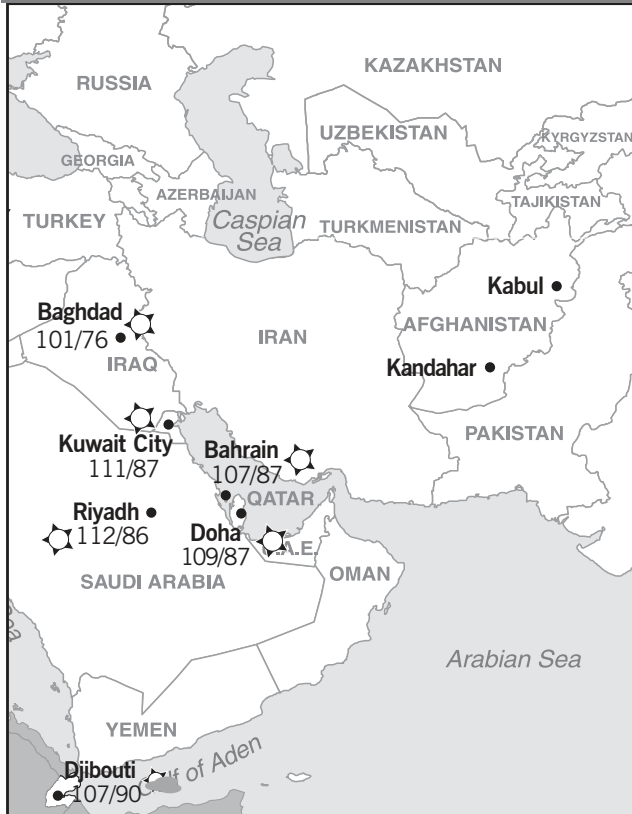 KAZAKHSTAN
RUSSIA
UZBEKISTAN
KYRGYZSTAN
GEORGIA
AZERBAIJAN
TAJIKISTAN
TURKEY
Caspian
Sea
TURKMENISTAN
Kabul
Baghdad
101/76
IRAN
AFGHANISTAN
IRAQ
Kandahar
Kuwait City
111/87
PAKISTAN
Bahrain
107/87
QATAR
Riyadh
112/86
Doha
109/87
.A.E.
SAUDI ARABIA
OMAN
Arabian Sea
YEMEN
Djibouti
107/90
of Aden